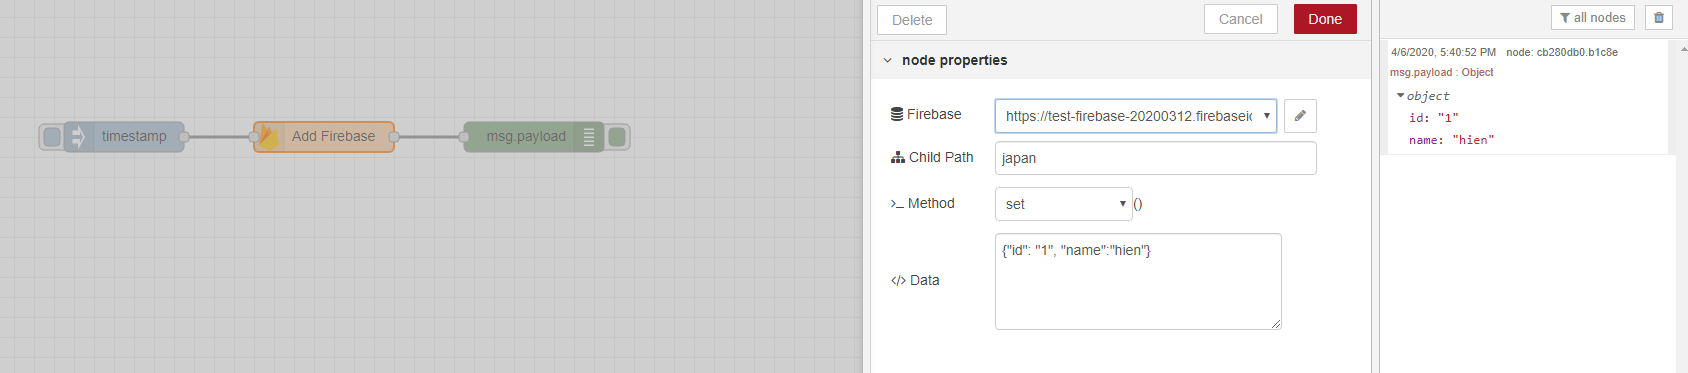 timestamp
Add Firebase
msg.payload
Delete
Cancel
Done
node properties
Firebase
https://test-firebase-20200312.firebaseio
Child Path
japan
Method
set
()
Data
{"id": "1", "name":"hien"}
all nodes
4/6/2020, 5:40:52 PM node: cb280db0.b1c8e
msg.payload : Object
object
id: "1"
name: "hien"